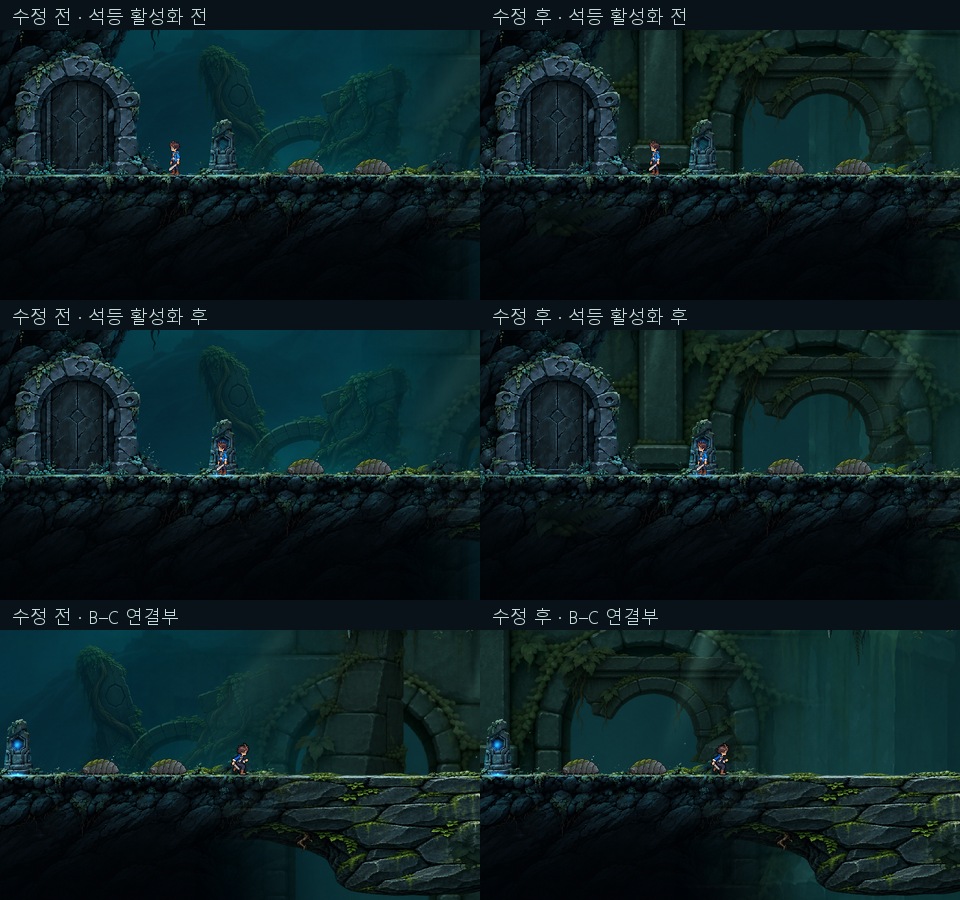 수정 전 · 석등 활성화 전
수정 후 · 석등 활성화 전
수정 전 · 석등 활성화 후
수정 후 · 석등 활성화 후
수정 전 · B–C 연결부
수정 후 · B–C 연결부